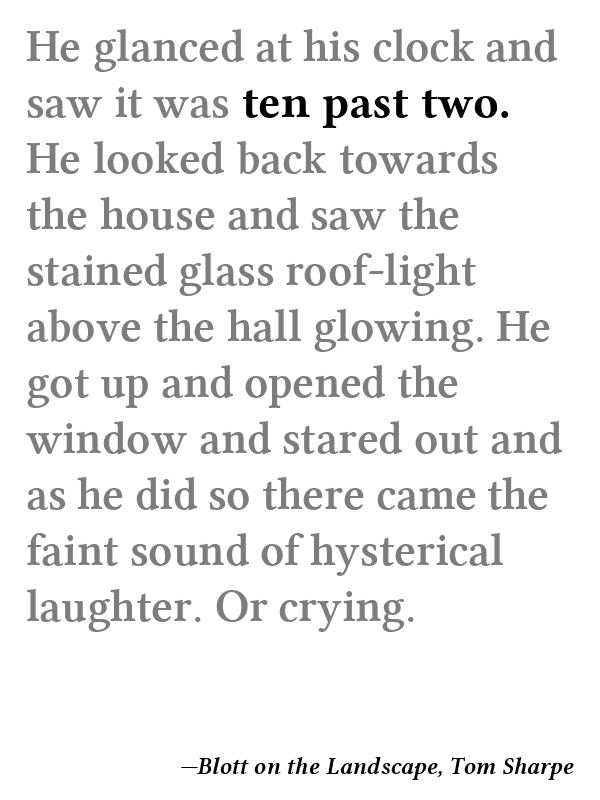 He glanced at his clock and
saw it was ten past two.
He looked back towards
the house and saw the
stained glass roof-light
above the hall glowing. He
got up and opened the
window and stared out and
as he did so there came the
faint sound of hysterical
laughter. Or crying.
—Blott on the Landscape, Tom Sharpe